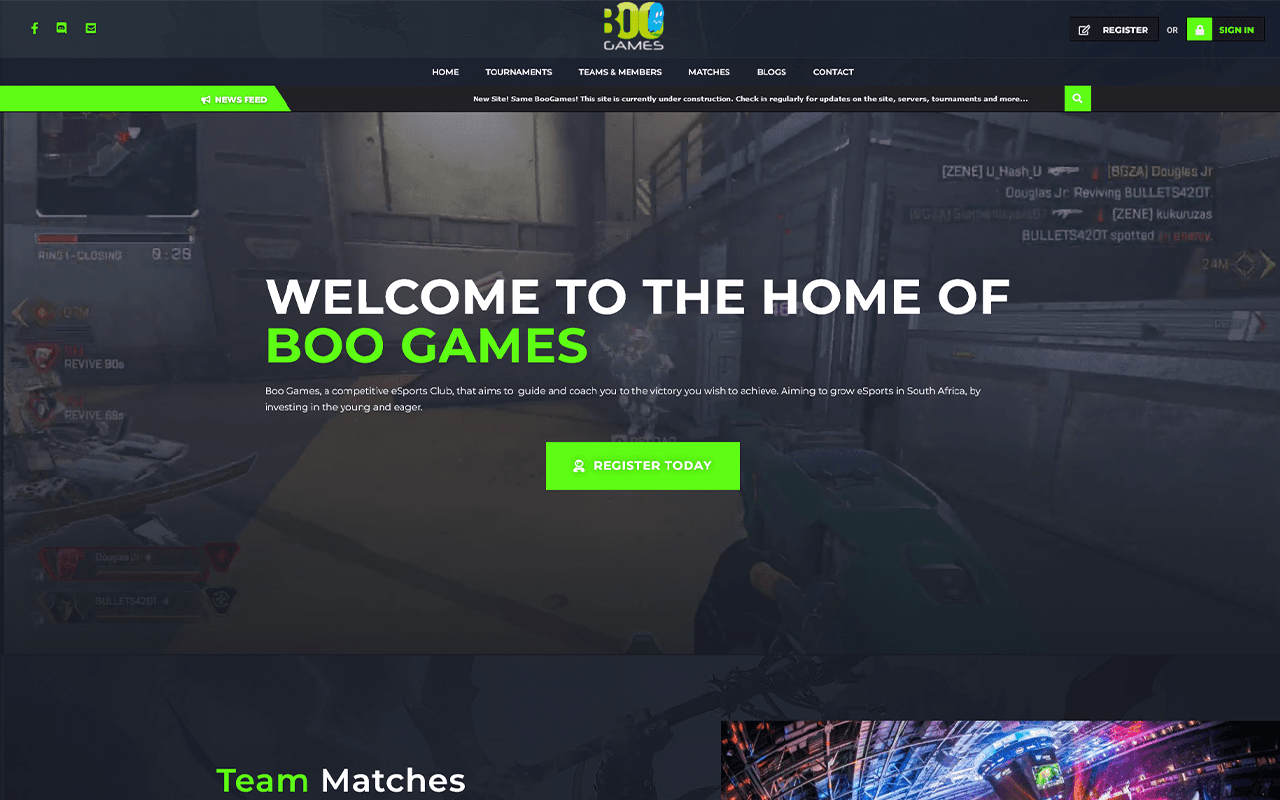 BOO
GAMES
REGISTER OR SIGN IN
HOME TOURNAMENTS TEAMS & MEMBERS MATCHES BLOGS CONTACT
NEWS FEED
New Site! Same BooGames! This site is currently under construction. Check in regularly for updates on the site, servers, tournaments and more...
[ZENE] U_Hash_U [BGZA] Douglas Jr
Douglas Jr: Reviving BULLETS420T.
[ZENE] kukuruzas
BULLETS420T spotted an enemy.
RING 1 - CLOSING 0:28
24M
WELCOME TO THE HOME OF
BOO GAMES
REVIVE 80s
REVIVE 68s
Boo Games, a competitive eSports Club, that aims to guide and coach you to the victory you wish to achieve. Aiming to grow eSports in South Africa, by
investing in the young and eager.
REGISTER TODAY
Douglas Jr
BULLETS420T
Team Matches